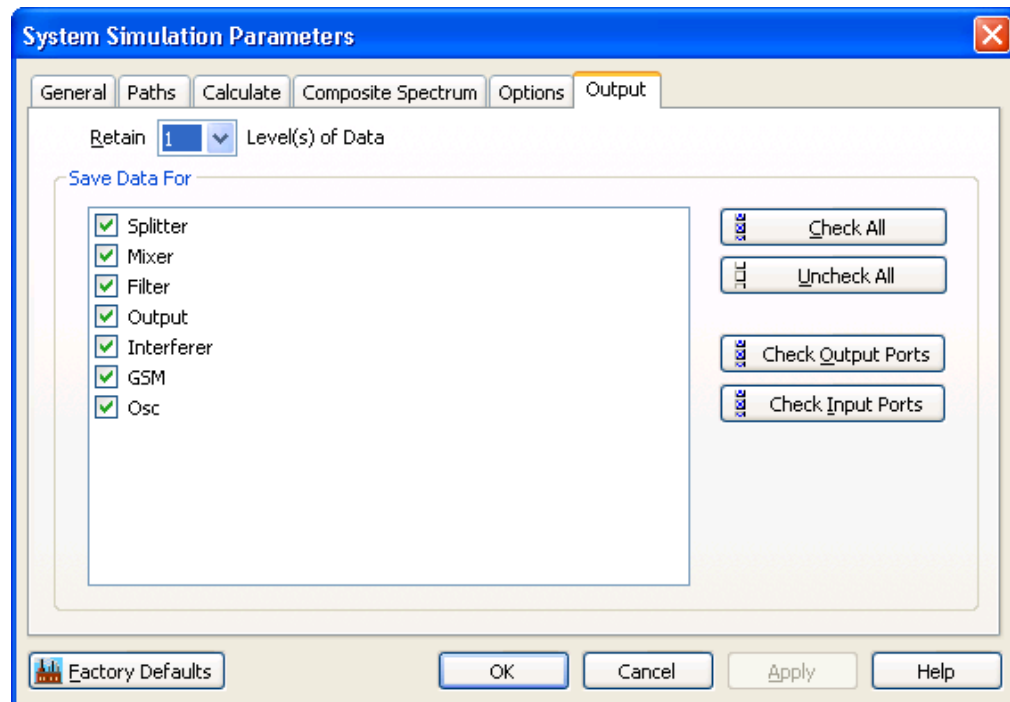 System Simulation Parameters
General Paths Calculate Composite Spectrum Options Output
Retain 1 Level(s) of Data
Save Data For
Splitter
Mixer
Filter
Output
Interferer
GSM
Osc
Check All
Uncheck All
Check Output Ports
Check Input Ports
Factory Defaults OK Cancel Apply Help